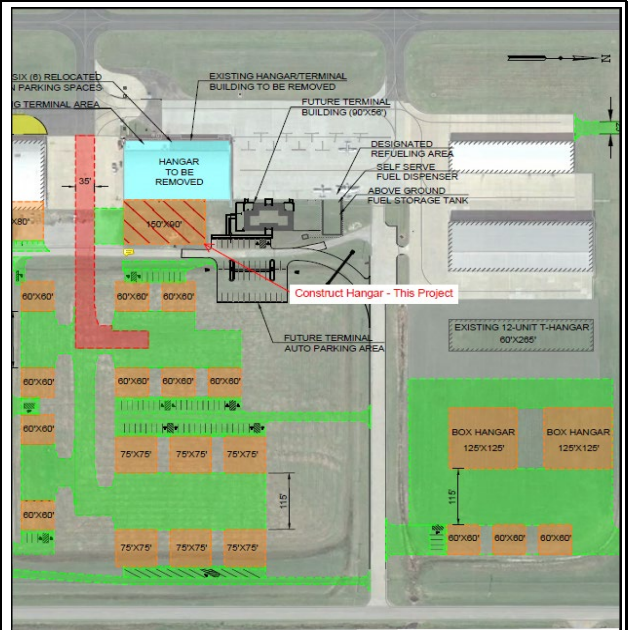 SIX (6) RELOCATED
N PARKING SPACES
NG TERMINAL AREA
EXISTING HANGAR/TERMINAL
BUILDING TO BE REMOVED
FUTURE TERMINAL
BUILDING (90'X56')
N
DESIGNATED
REFUELING AREA
SELF SERVE
FUEL DISPENSER
ABOVE GROUND
FUEL STORAGE TANK
HANGAR
TO BE
REMOVED
35'
X80'
150'X90'
Construct Hangar - This Project
60'X60'
60'X60'
60'X60'
FUTURE TERMINAL
AUTO PARKING AREA
EXISTING 12-UNIT T-HANGAR
60'X265'
60'X60'
60'X60'
60'X60'
60'X60'
60'X60'
BOX HANGAR
125'X125'
BOX HANGAR
125'X125'
75'X75'
75'X75'
75'X75'
115'
115'
60'X60'
60'X60'
60'X60'
60'X60'
75'X75'
75'X75'
75'X75'